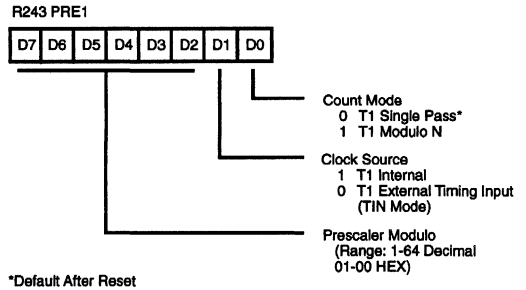 R243 PRE1
D7 D6 D5 D4 D3 D2 D1 D0
Count Mode
0 T1 Single Pass*
1 T1 Modulo N
Clock Source
1 T1 Internal
0 T1 External Timing Input
(TIN Mode)
Prescaler Modulo
(Range: 1-64 Decimal
01-00 HEX)
*Default After Reset